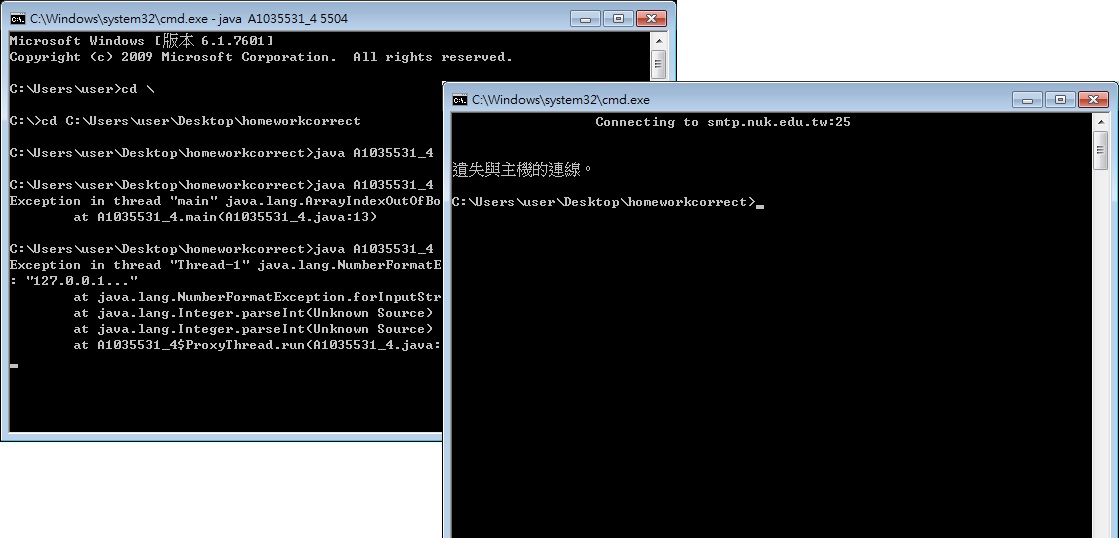 C:\Windows\system32\cmd.exe - java  A1035531_4 5504
Microsoft Windows [版本 6.1.7601]
Copyright (c) 2009 Microsoft Corporation.  All rights reserved.
C:\Users\user>cd \
C:\>cd C:\Users\user\Desktop\homeworkcorrect
C:\Users\user\Desktop\homeworkcorrect>java A1035531_4
C:\Users\user\Desktop\homeworkcorrect>java A1035531_4
Exception in thread "main" java.lang.ArrayIndexOutOfBo
at A1035531_4.main(A1035531_4.java:13)
C:\Users\user\Desktop\homeworkcorrect>java A1035531_4
Exception in thread "Thread-1" java.lang.NumberFormatE
: "127.0.0.1..."
at java.lang.NumberFormatException.forInputStr
at java.lang.Integer.parseInt(Unknown Source)
at java.lang.Integer.parseInt(Unknown Source)
at A1035531_4$ProxyThread.run(A1035531_4.java:
C:\Windows\system32\cmd.exe
Connecting to smtp.nuk.edu.tw:25
遺失與主機的連線。
C:\Users\user\Desktop\homeworkcorrect>